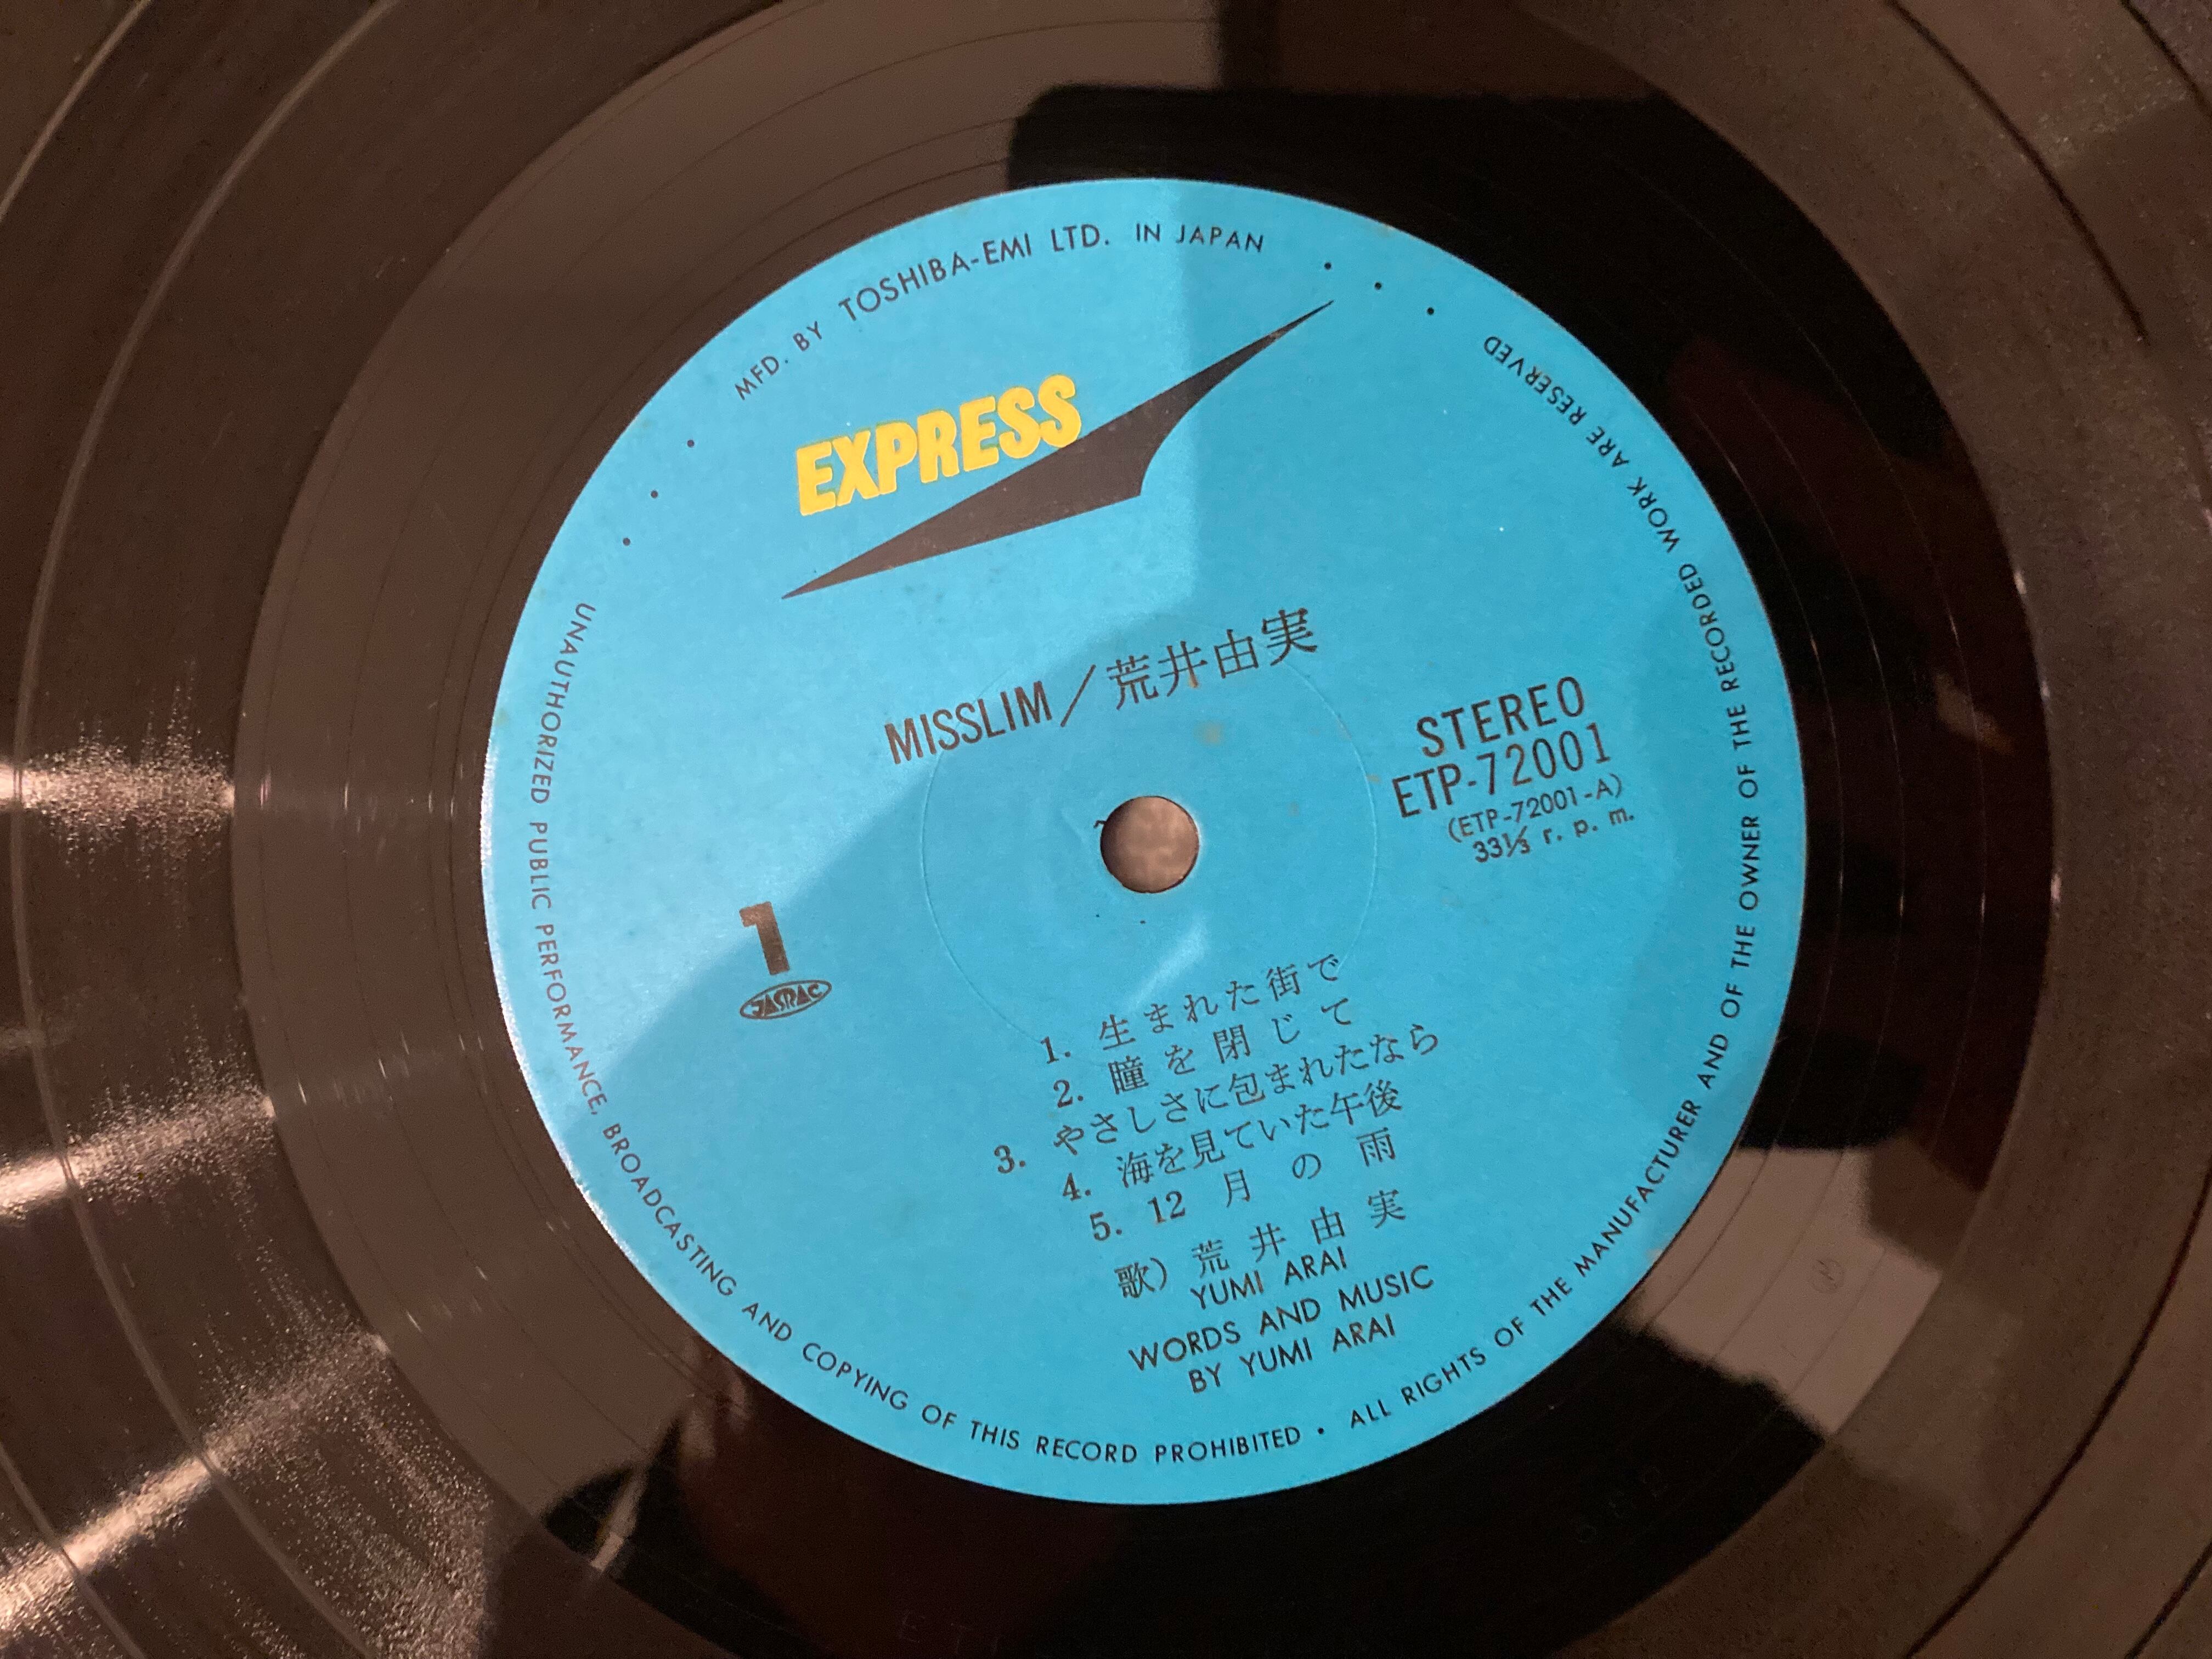 MFD. BY TOSHIBA-EMI LTD. IN JAPAN
EXPRESS
MISSLIM／荒井由実
STEREO
ETP-72001
(ETP-72001-A)
33⅓ r. p. m.
1
JASRAC
1. 生まれた街で
2. 瞳を閉じて
3. やさしさに包まれたなら
4. 海を見ていた午後
5. 12月の雨
歌) 荒井由実
YUMI ARAI
WORDS AND MUSIC
BY YUMI ARAI
UNAUTHORIZED PUBLIC PERFORMANCE, BROADCASTING AND COPYING OF THIS RECORD PROHIBITED • ALL RIGHTS OF THE MANUFACTURER AND OF THE OWNER OF THE RECORDED WORK ARE RESERVED